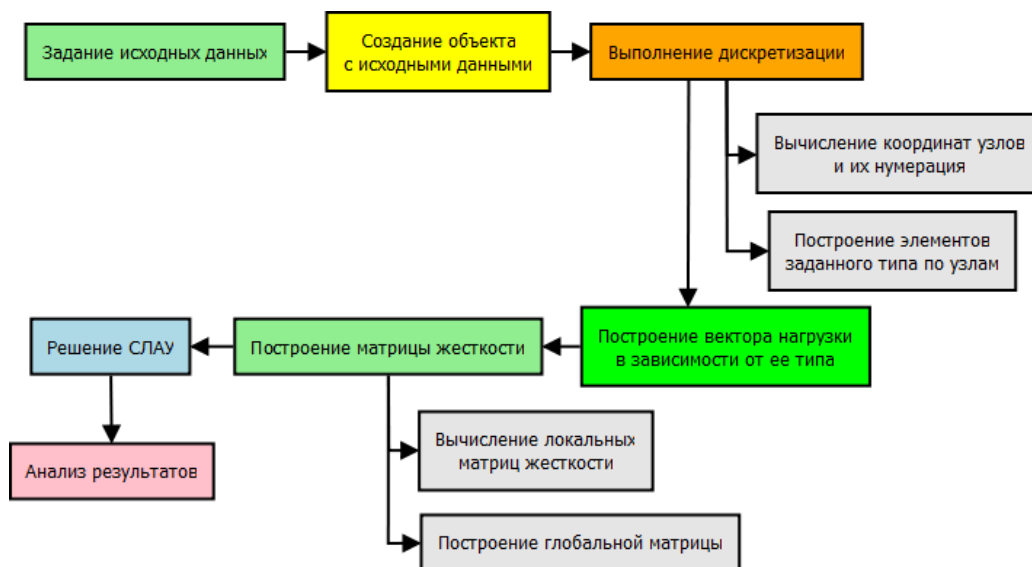 Задание исходных данных
Создание объекта
с исходными данными
Выполнение дискретизации
Вычисление координат узлов
и их нумерация
Построение элементов
заданного типа по узлам
Построение вектора нагрузки
в зависимости от ее типа
Построение матрицы жесткости
Решение СЛАУ
Вычисление локальных
матриц жесткости
Построение глобальной матрицы
Анализ результатов